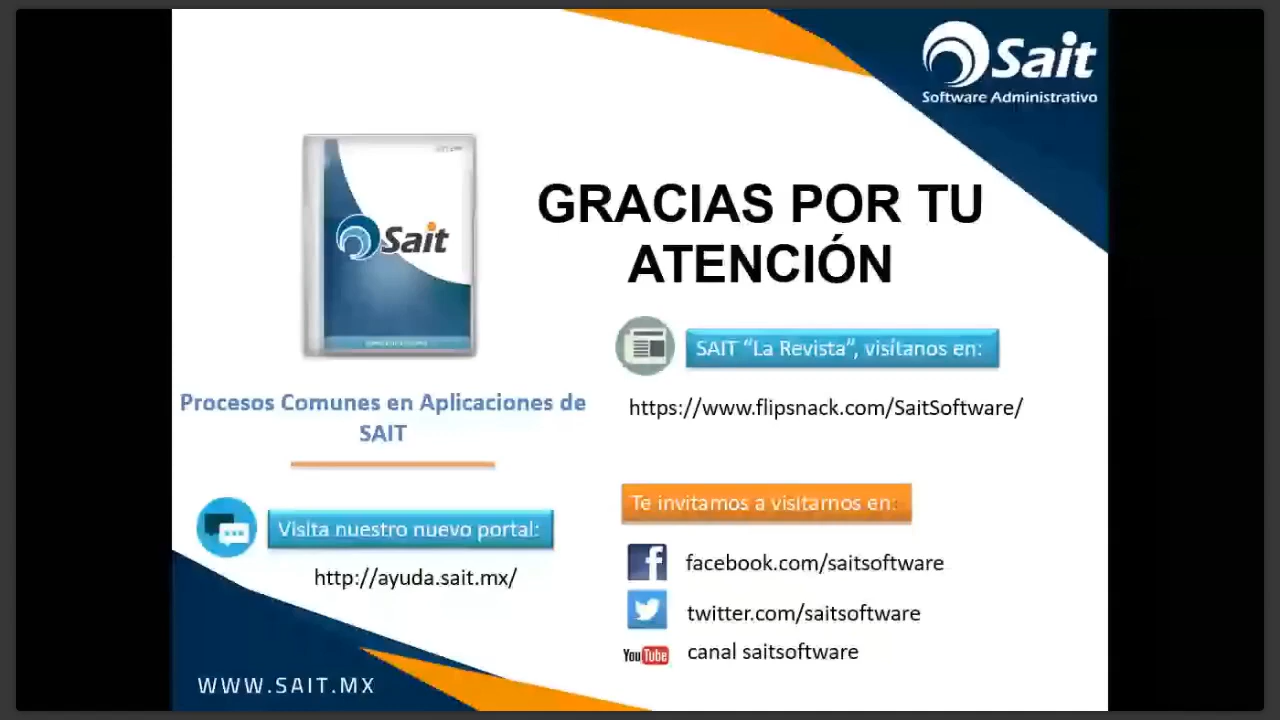 Sait
Software Administrativo
Sait
GRACIAS POR TU
ATENCIÓN
SAIT “La Revista”, visítanos en:
https://www.flipsnack.com/SaitSoftware/
Procesos Comunes en Aplicaciones de
SAIT
Visita nuestro nuevo portal:
http://ayuda.sait.mx/
Te invitamos a visitarnos en:
facebook.com/saitsoftware
twitter.com/saitsoftware
YouTube canal saitsoftware
WWW.SAIT.MX